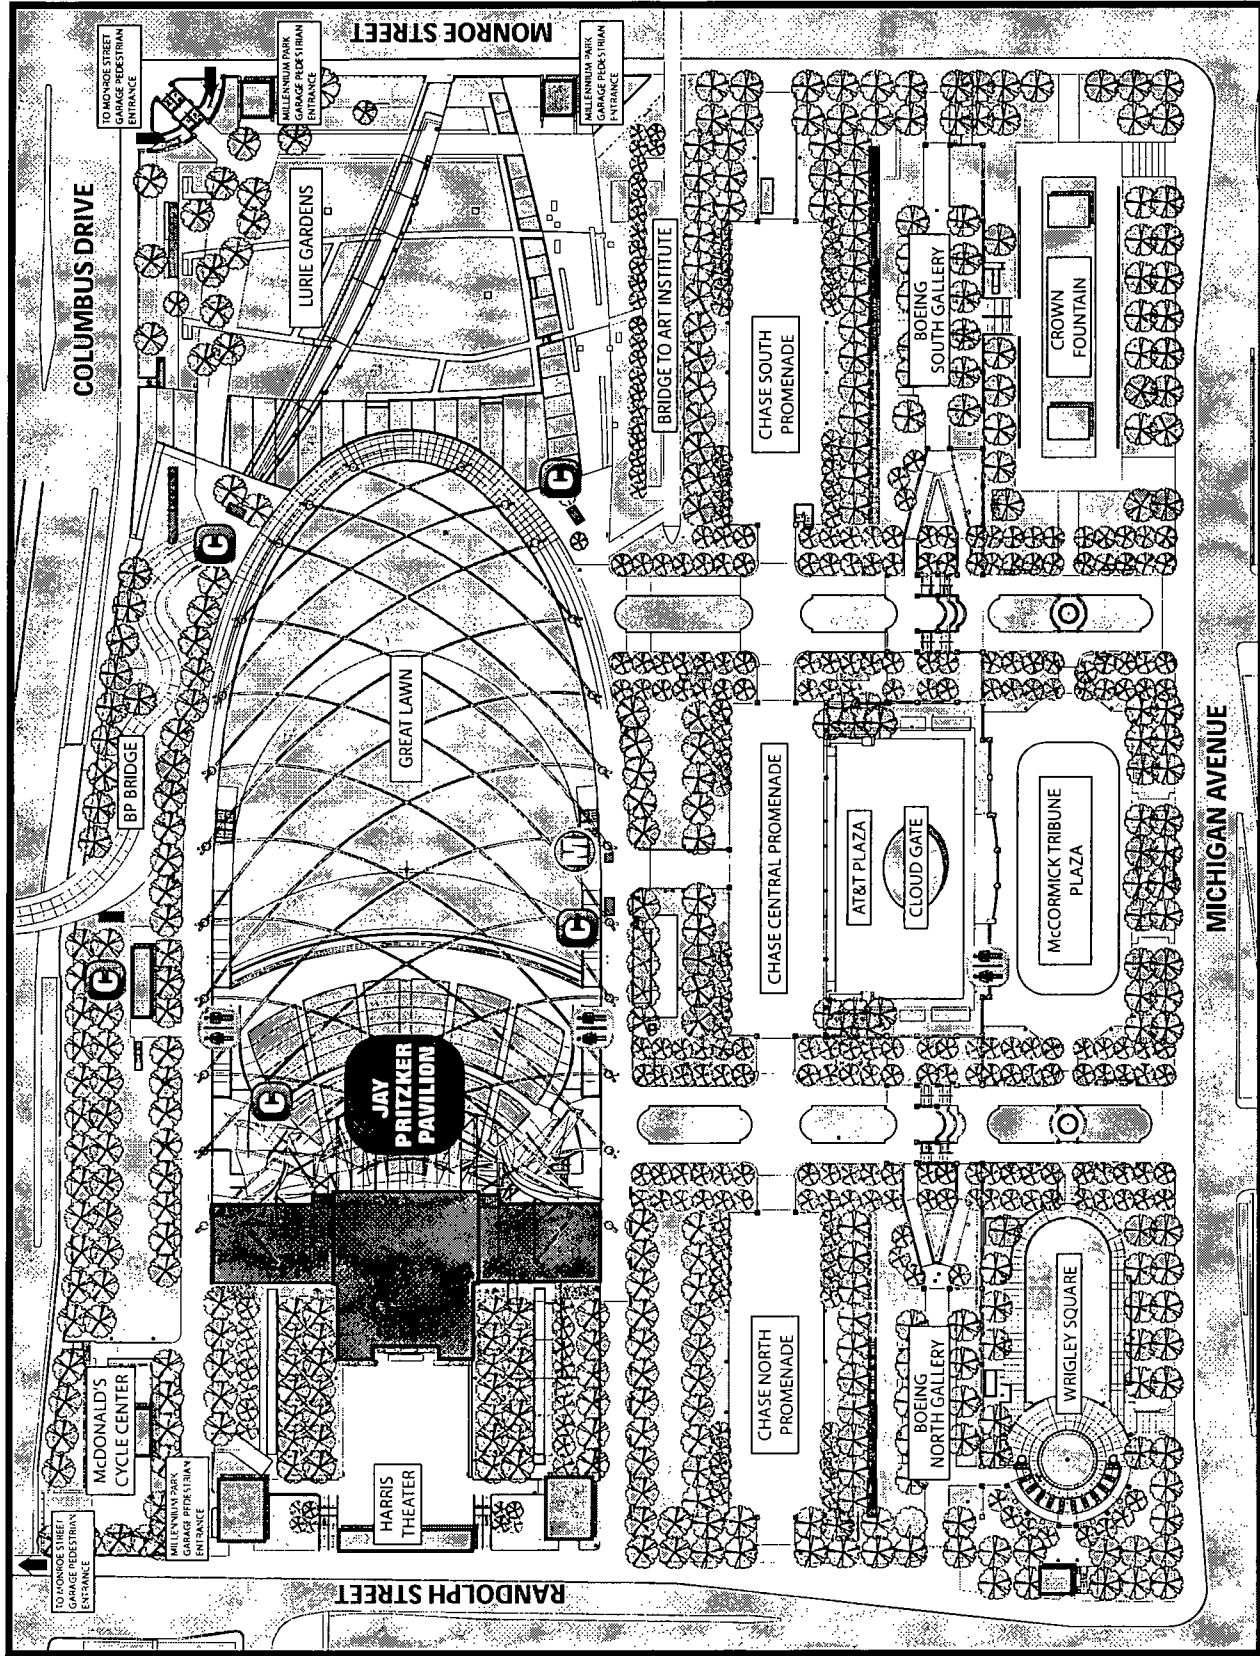 MONROE STREET
TO MONROE STREET
GARAGE PEDESTRIAN
ENTRANCE
MILLENNIUM PARK
GARAGE PEDESTRIAN
ENTRANCE
MILLENNIUM PARK
GARAGE PEDESTRIAN
ENTRANCE
COLUMBUS DRIVE
LURIE GARDENS
BRIDGE TO ART INSTITUTE
CHASE SOUTH
PROMENADE
BOEING
SOUTH GALLERY
CROWN
FOUNTAIN
C
C
BP BRIDGE
GREAT LAWN
CHASE CENTRAL PROMENADE
AT&T PLAZA
CLOUD GATE
McCORMICK TRIBUNE
PLAZA
MICHIGAN AVENUE
M
C
C
C
JAY
PRITZKER
PAVILION
McDONALD'S
CYCLE CENTER
CHASE NORTH
PROMENADE
BOEING
NORTH GALLERY
WRIGLEY SQUARE
HARRIS
THEATER
MILLENNIUM PARK
GARAGE PEDESTRIAN
ENTRANCE
TO MONROE STREET
GARAGE PEDESTRIAN
ENTRANCE
RANDOLPH STREET